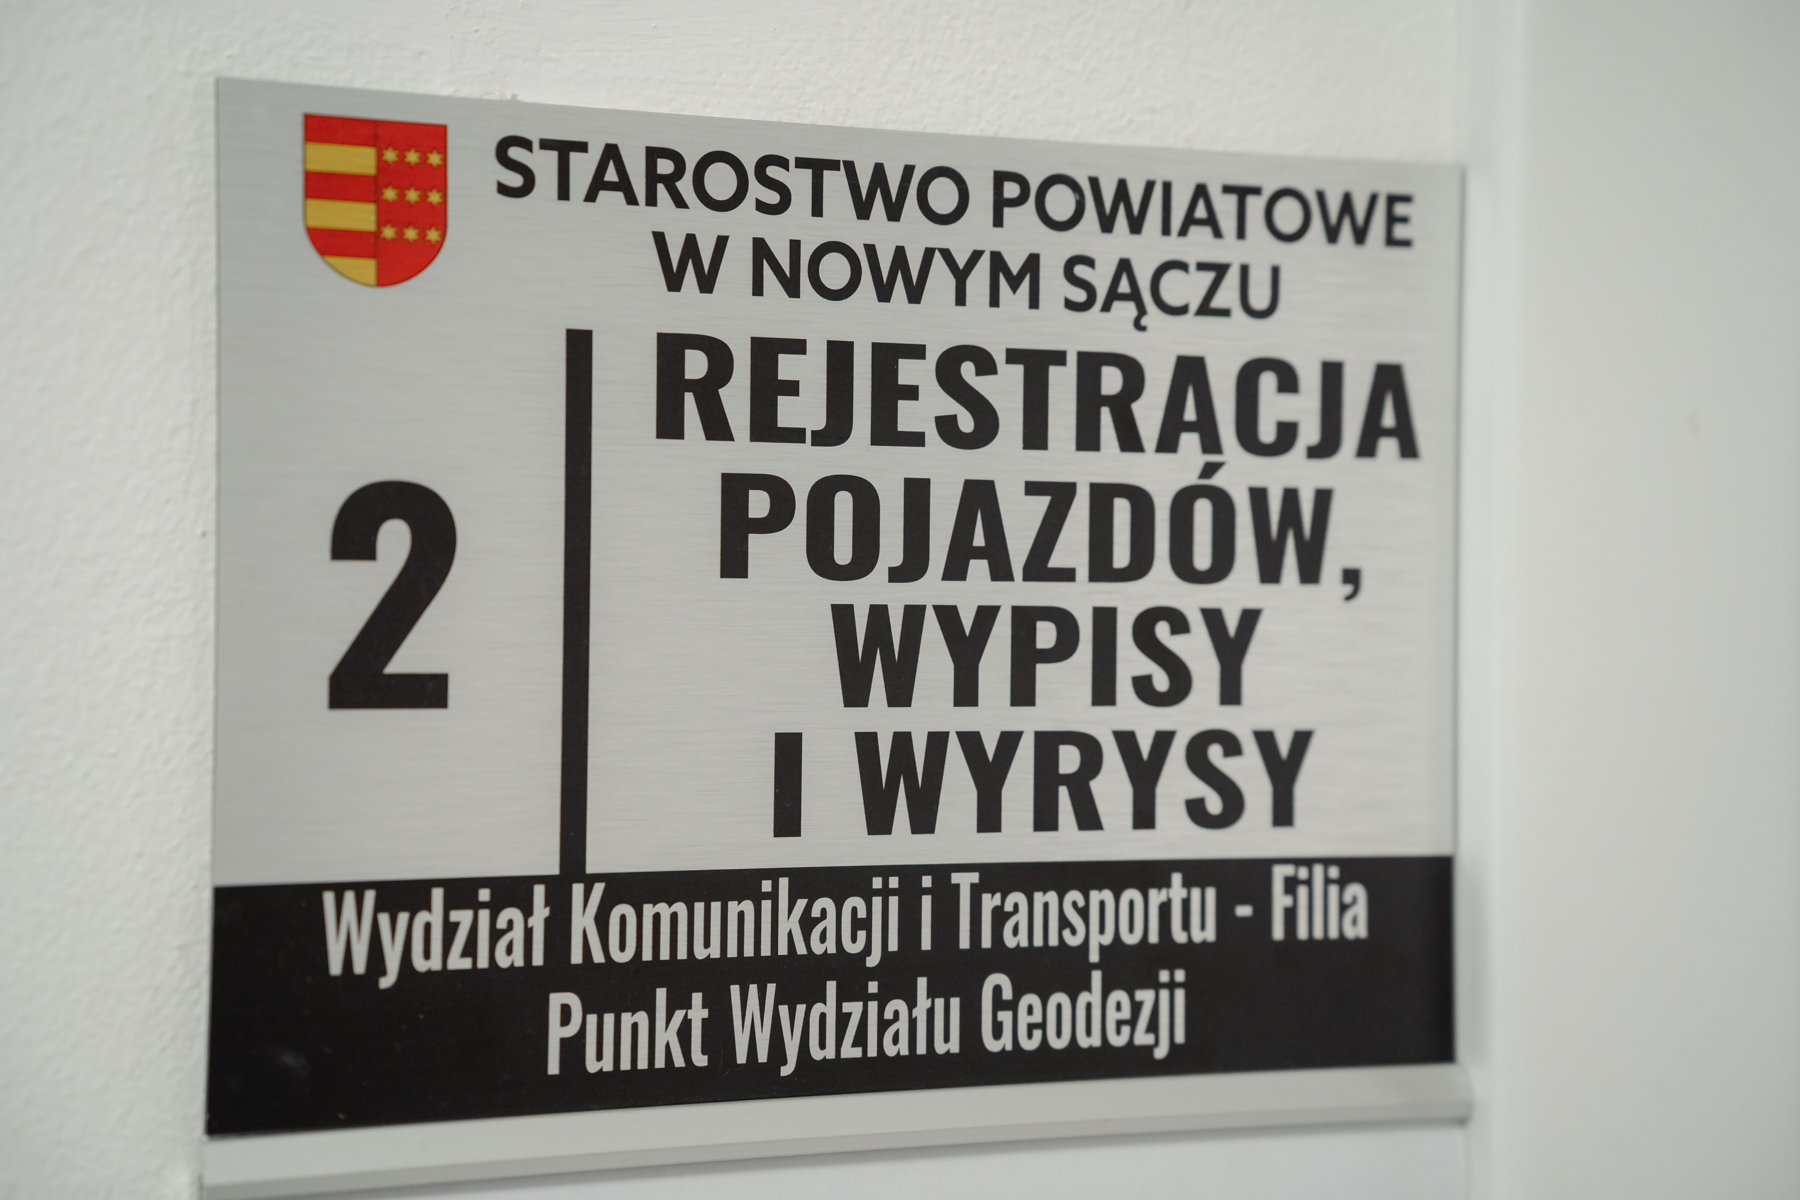 STAROSTWO POWIATOWE
W NOWYM SĄCZU
2
REJESTRACJA
POJAZDÓW,
WYPISY
I WYRYSY
Wydział Komunikacji i Transportu - Filia
Punkt Wydziału Geodezji